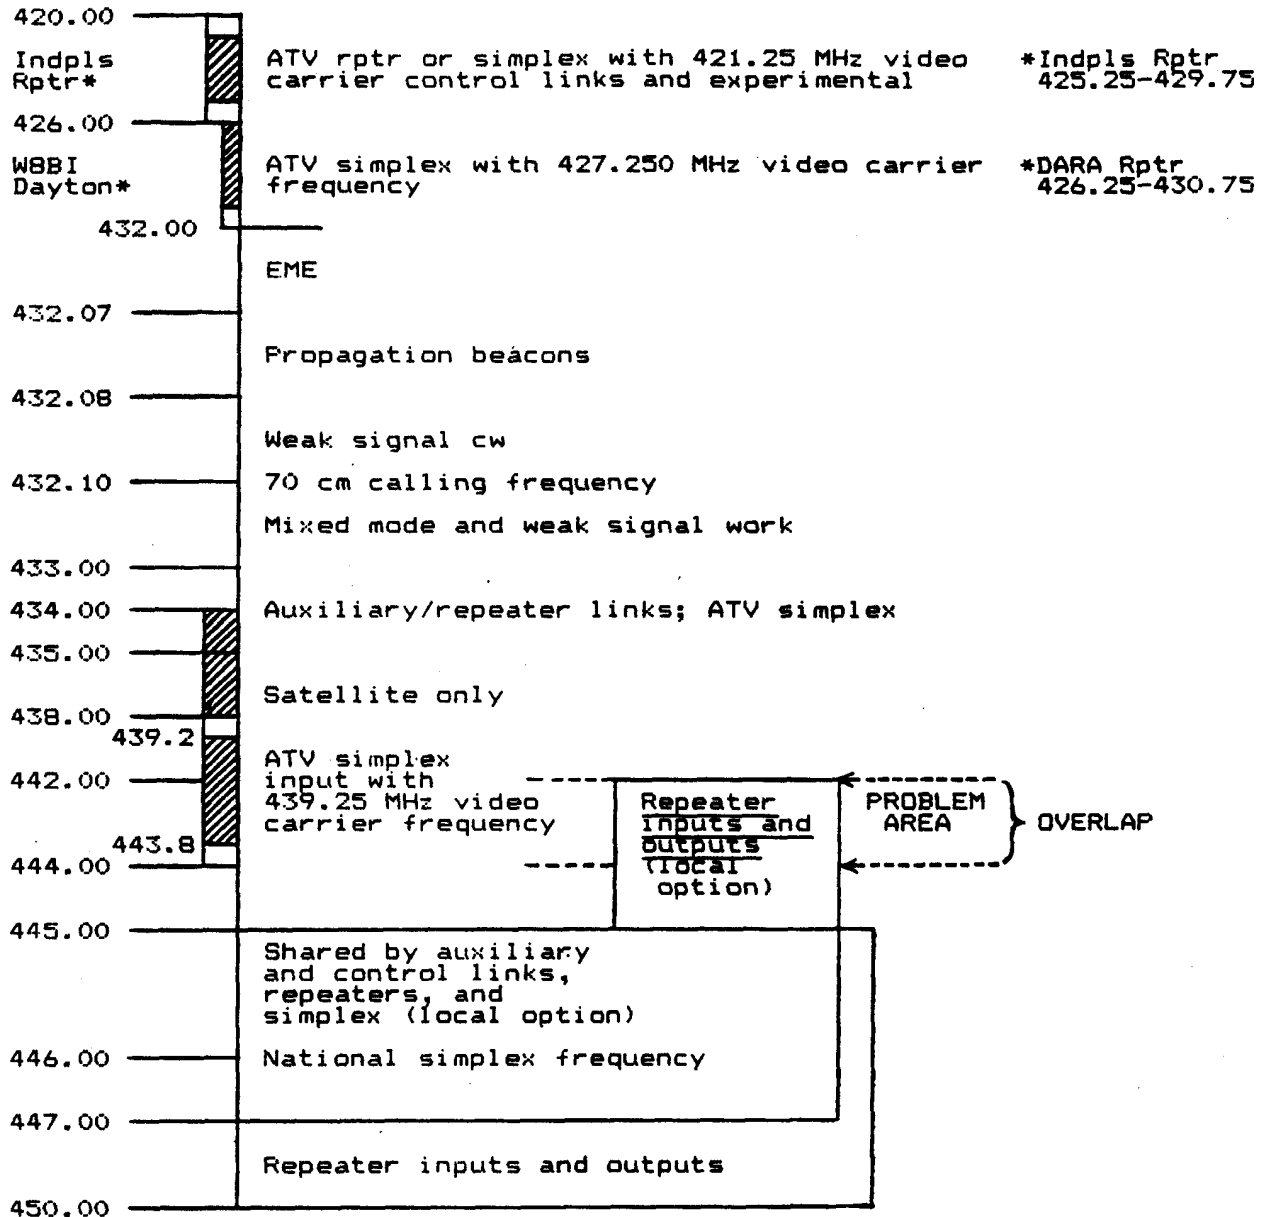 420.00
Indpls
Rptr*
ATV rptr or simplex with 421.25 MHz video
carrier control links and experimental
*Indpls Rptr
425.25-429.75
426.00
W8BI
Dayton*
ATV simplex with 427.250 MHz video carrier
frequency
*DARA Rptr
426.25-430.75
432.00
EME
432.07
Propagation beacons
432.08
Weak signal cw
432.10
70 cm calling frequency
Mixed mode and weak signal work
433.00
434.00
Auxiliary/repeater links; ATV simplex
435.00
Satellite only
438.00
439.2
ATV simplex
input with
439.25 MHz video
carrier frequency
442.00
Repeater
inputs and
outputs
(local
option)
PROBLEM
AREA
OVERLAP
443.8
444.00
445.00
Shared by auxiliary
and control links,
repeaters, and
simplex (local option)
446.00
National simplex frequency
447.00
Repeater inputs and outputs
450.00